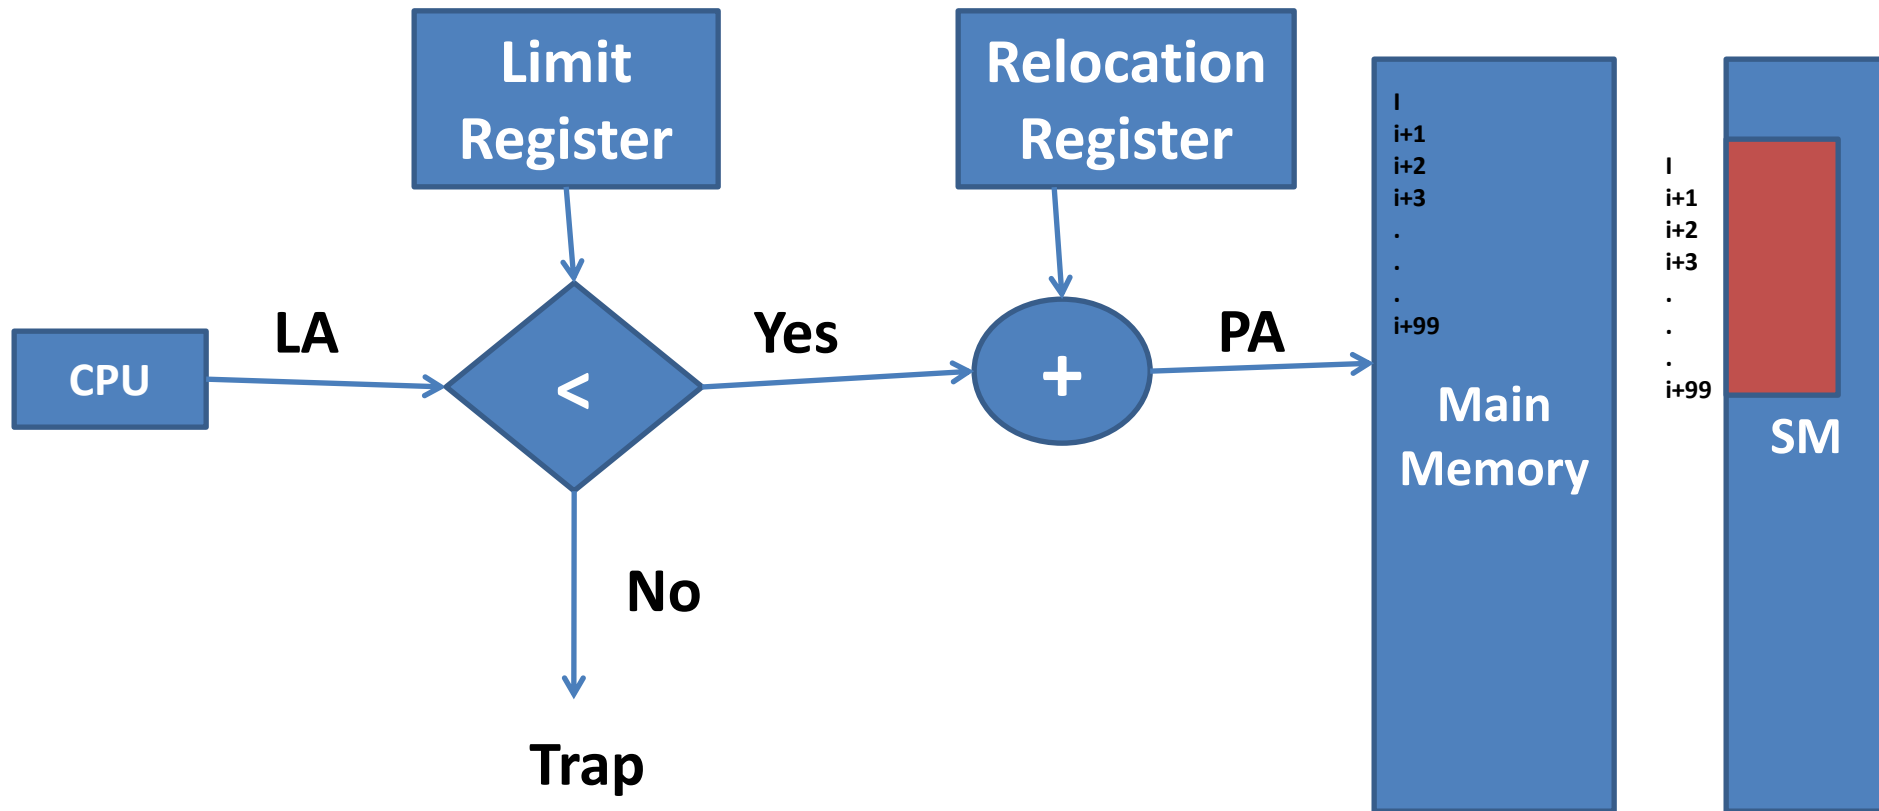 Limit
Register
Relocation
Register
CPU
LA
<
Yes
+
PA
No
Trap
I
i+1
i+2
i+3
.
.
.
i+99
Main
Memory
I
i+1
i+2
i+3
.
.
.
i+99
SM